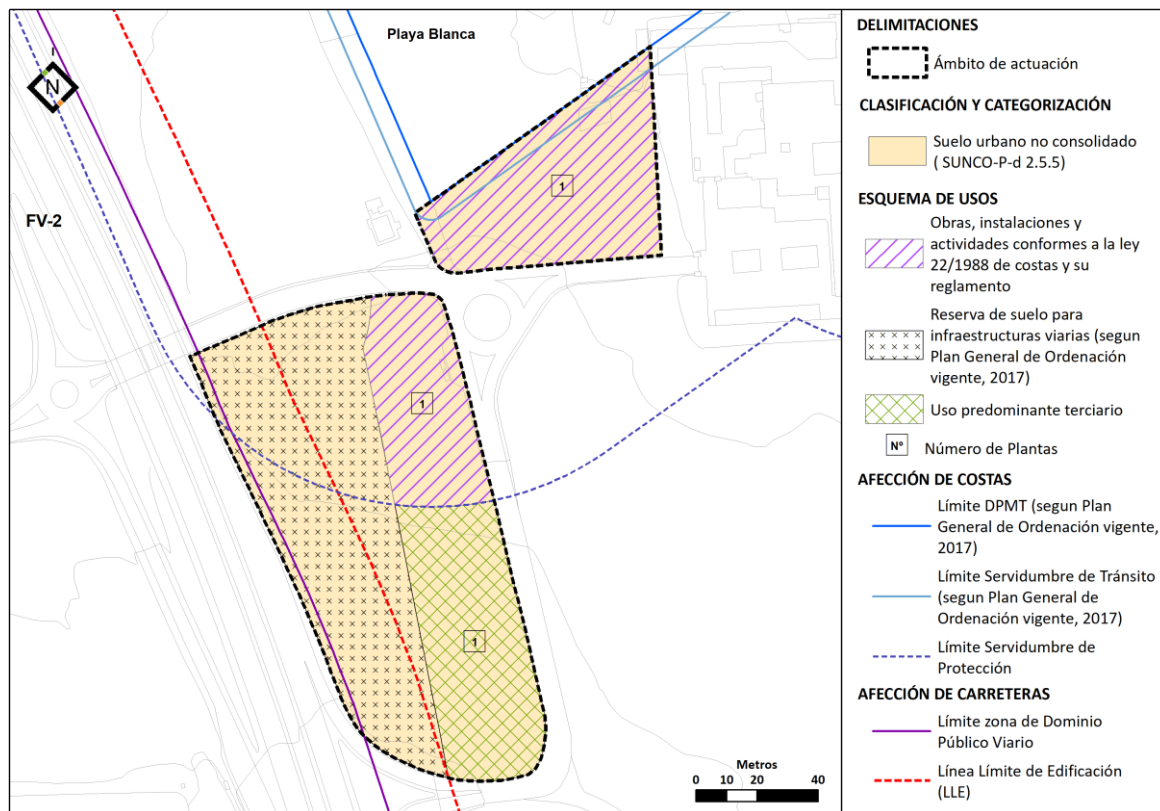 Playa Blanca
N
FV-2
1
1
1
Metros
0 10 20 40
DELIMITACIONES
Ámbito de actuación
CLASIFICACIÓN Y CATEGORIZACIÓN
Suelo urbano no consolidado
( SUNCO-P-d 2.5.5)
ESQUEMA DE USOS
Obras, instalaciones y
actividades conformes a la ley
22/1988 de costas y su
reglamento
Reserva de suelo para
infraestructuras viarias (segun
Plan General de Ordenación
vigente, 2017)
Uso predominante terciario
Nº Número de Plantas
AFECCIÓN DE COSTAS
Límite DPMT (segun Plan
General de Ordenación vigente,
2017)
Límite Servidumbre de Tránsito
(segun Plan General de
Ordenación vigente, 2017)
Límite Servidumbre de
Protección
AFECCIÓN DE CARRETERAS
Límite zona de Dominio
Público Viario
Línea Límite de Edificación
(LLE)